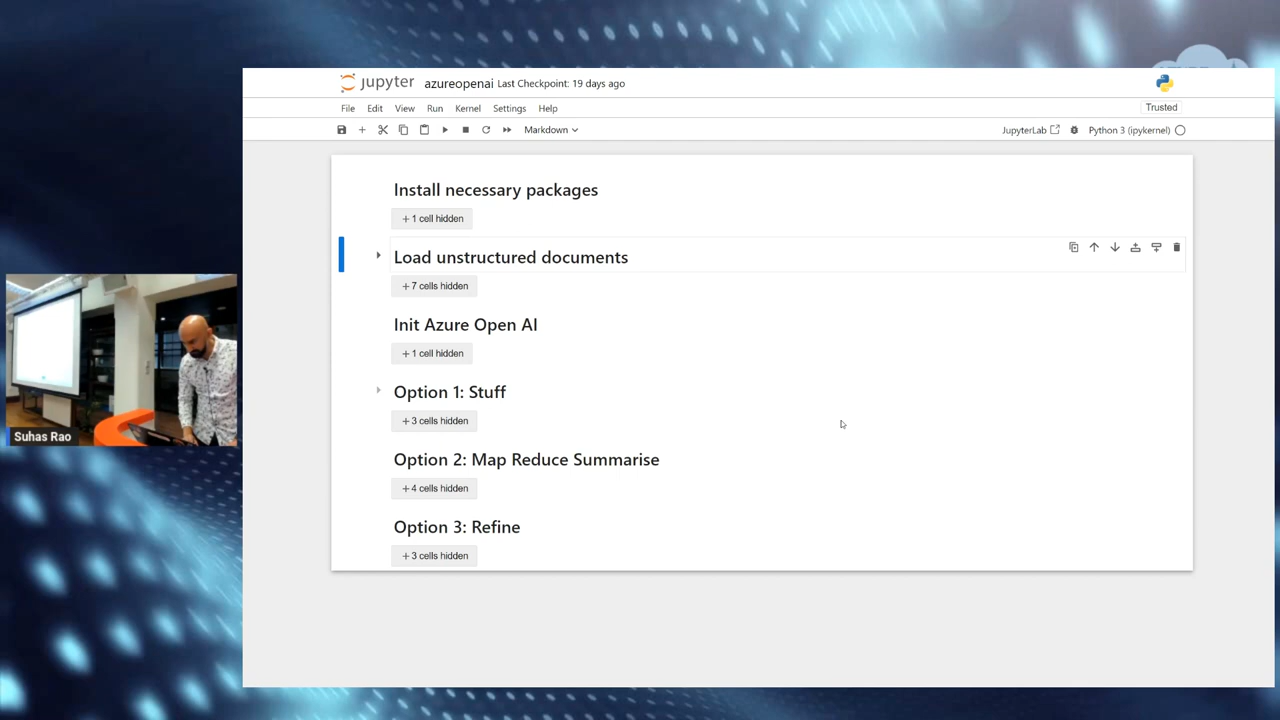 jupyter azureopenai Last Checkpoint: 19 days ago
File Edit View Run Kernel Settings Help
Trusted
Markdown
JupyterLab
Python 3 (ipykernel)
Install necessary packages
+ 1 cell hidden
Load unstructured documents
+ 7 cells hidden
Init Azure Open AI
+ 1 cell hidden
Option 1: Stuff
+ 3 cells hidden
Option 2: Map Reduce Summarise
+ 4 cells hidden
Option 3: Refine
+ 3 cells hidden
Suhas Rao